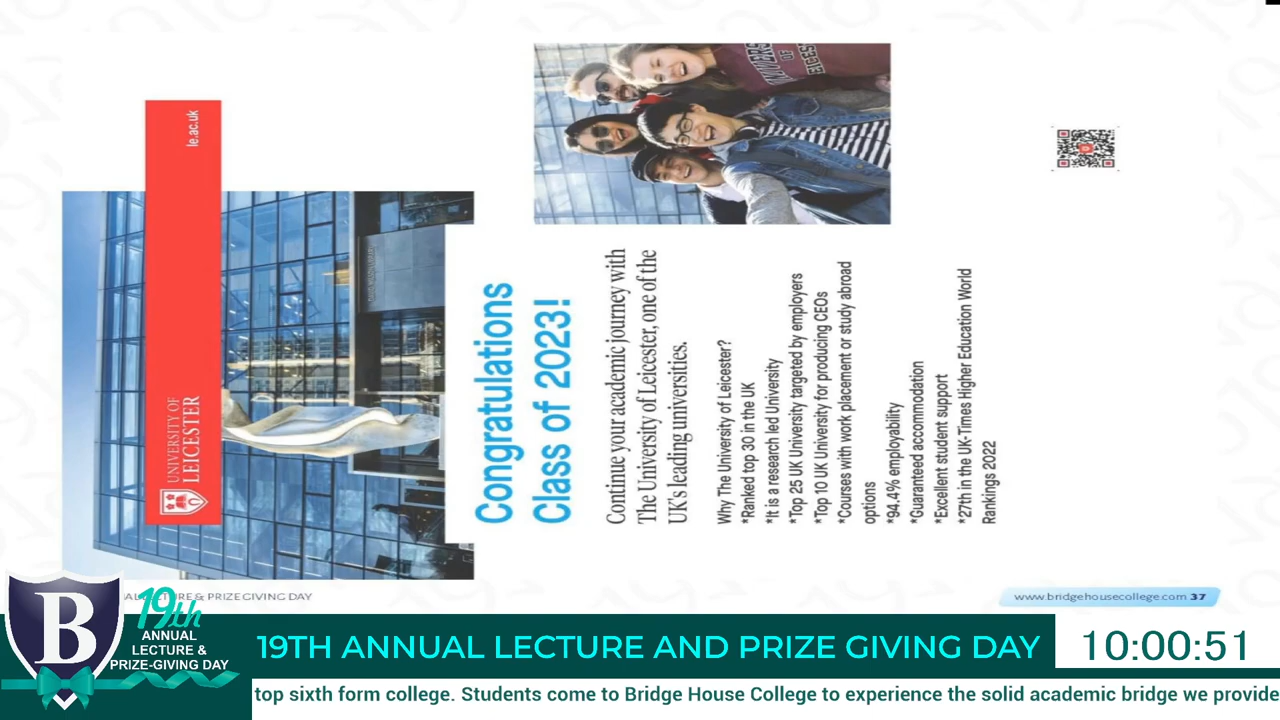 le.ac.uk
UNIVERSITY OF
LEICESTER
UNIVERSITY
OF
Congratulations
Class of 2023!
Continue your academic journey with
The University of Leicester, one of the
UK's leading universities.
Why The University of Leicester?
*Ranked top 30 in the UK
*It is a research led University
*Top 25 UK University targeted by employers
*Top 10 UK University for producing CEOs
*Courses with work placement or study abroad
options
*94.4% employability
*Guaranteed accommodation
*Excellent student support
*27th in the UK-Times Higher Education World
Rankings 2022
LECTURE & PRIZE GIVING DAY
www.bridgehousecollege.com 37
B
19th
ANNUAL
LECTURE &
PRIZE-GIVING DAY
19TH ANNUAL LECTURE AND PRIZE GIVING DAY
10:00:51
top sixth form college. Students come to Bridge House College to experience the solid academic bridge we provide